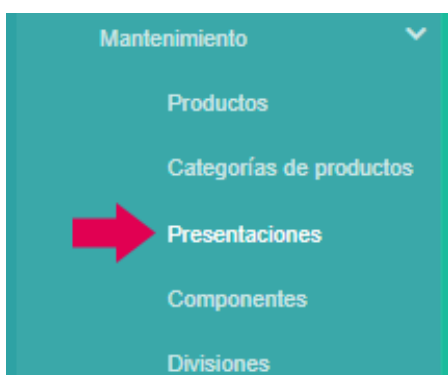 Mantenimiento
Productos
Categorías de productos
Presentaciones
Componentes
Divisiones